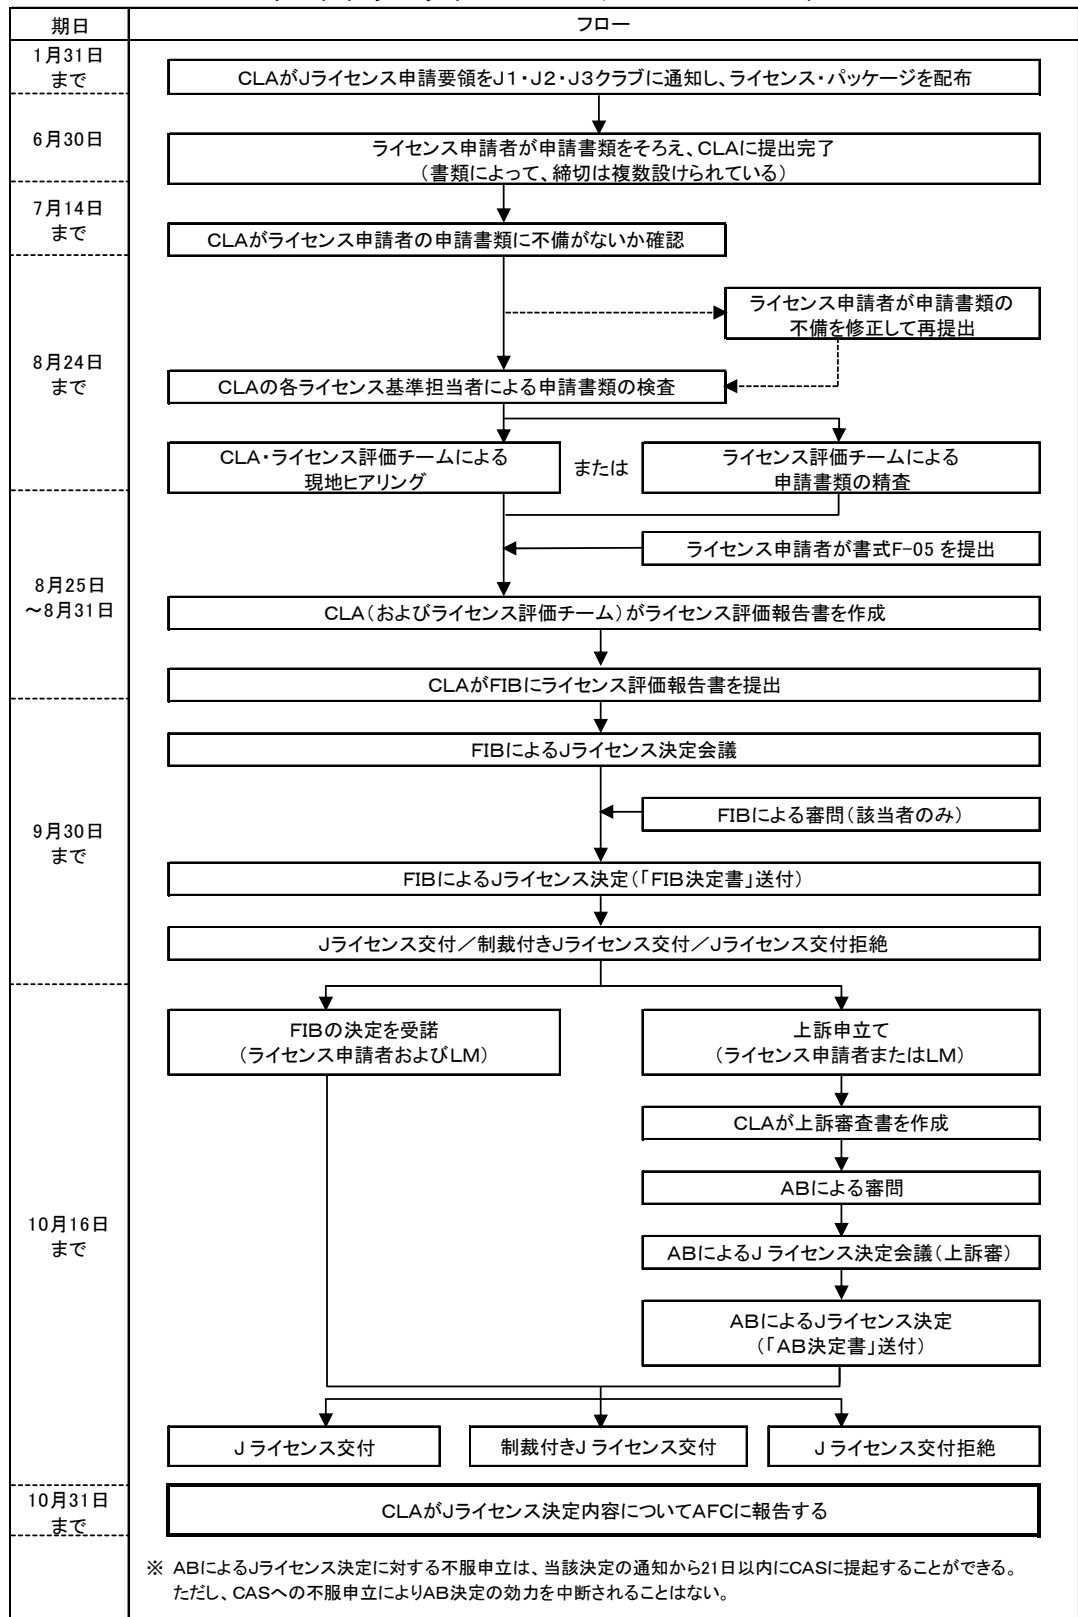 期日
フロー
1月31日
まで
CLAがJライセンス申請要領をJ1・J2・J3クラブに通知し、ライセンス・パッケージを配布
6月30日
ライセンス申請者が申請書類をそろえ、CLAに提出完了
(書類によって、締切は複数設けられている)
7月14日
まで
CLAがライセンス申請者の申請書類に不備がないか確認
ライセンス申請者が申請書類の
不備を修正して再提出
8月24日
まで
CLAの各ライセンス基準担当者による申請書類の検査
CLA・ライセンス評価チームによる
現地ヒアリング
または
ライセンス評価チームによる
申請書類の精査
ライセンス申請者が書式F-05 を提出
8月25日
~8月31日
CLA(およびライセンス評価チーム)がライセンス評価報告書を作成
CLAがFIBにライセンス評価報告書を提出
FIBによるJライセンス決定会議
FIBによる審問(該当者のみ)
9月30日
まで
FIBによるJライセンス決定(「FIB決定書」送付)
Jライセンス交付/制裁付きJライセンス交付/Jライセンス交付拒絶
FIBの決定を受諾
(ライセンス申請者およびLM)
上訴申立て
(ライセンス申請者またはLM)
CLAが上訴審査書を作成
ABによる審問
10月16日
まで
ABによるJ ライセンス決定会議(上訴審)
ABによるJライセンス決定
(「AB決定書」送付)
J ライセンス交付
制裁付きJ ライセンス交付
J ライセンス交付拒絶
10月31日
まで
CLAがJライセンス決定内容についてAFCに報告する
※ ABによるJライセンス決定に対する不服申立は、当該決定の通知から21日以内にCASに提起することができる。
ただし、CASへの不服申立によりAB決定の効力を中断されることはない。